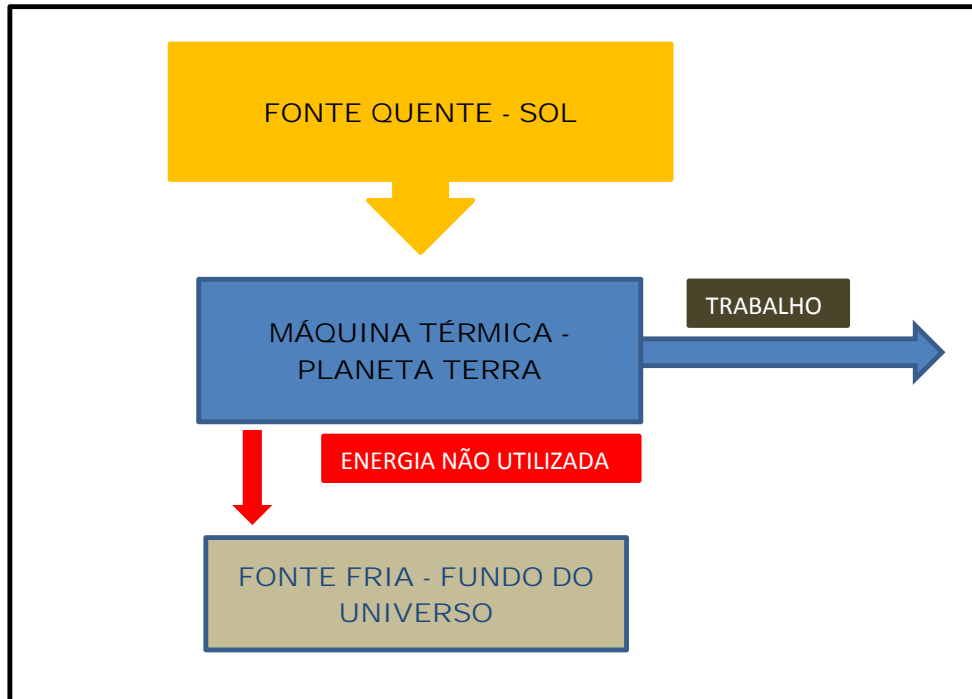 FONTE QUENTE - SOL
MÁQUINA TÉRMICA -
PLANETA TERRA
TRABALHO
ENERGIA NÃO UTILIZADA
FONTE FRIA - FUNDO DO
UNIVERSO